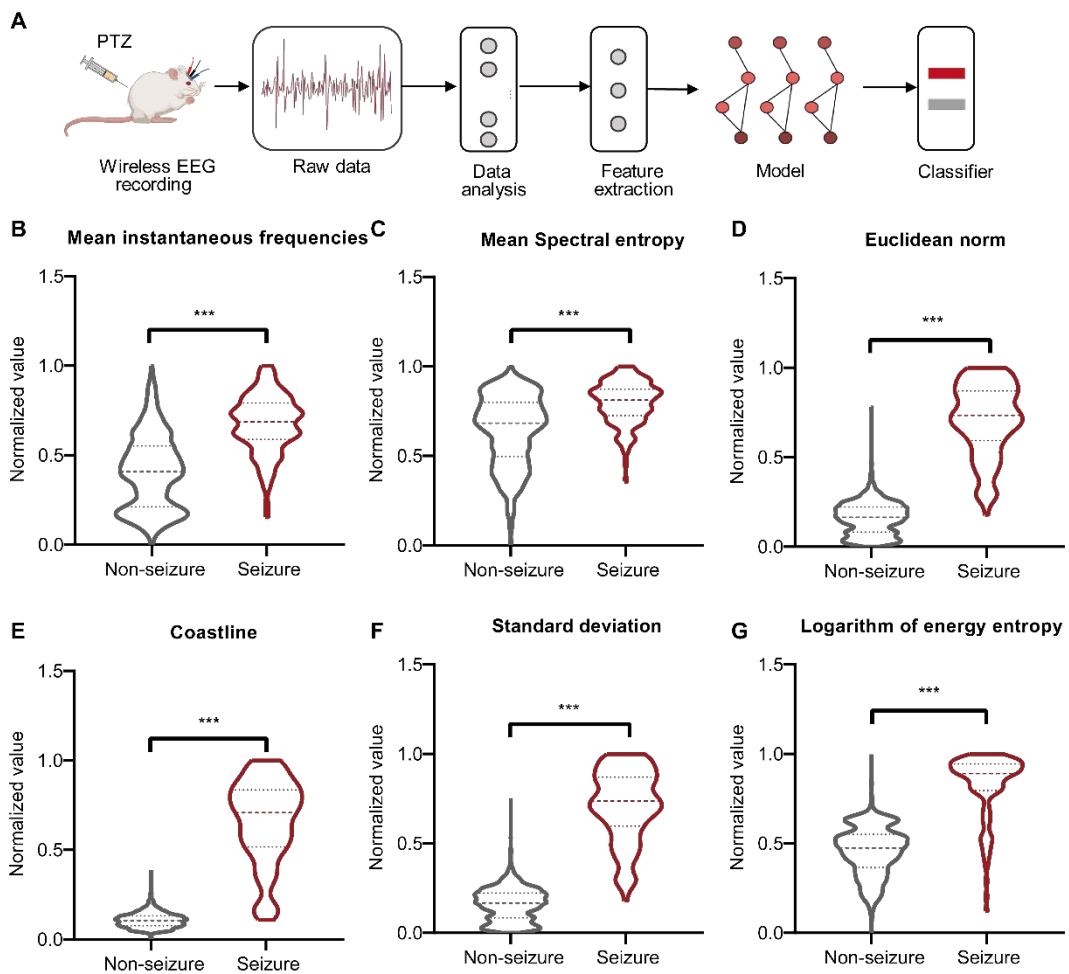 A
PTZ
Wireless EEG
recording
Raw data
Data
analysis
Feature
extraction
Model
Classifier
B
Mean instantaneous frequencies
1.5
1.0
0.5
0.0
Normalized value
***
Non-seizure
Seizure
C
Mean Spectral entropy
1.5
1.0
0.5
0.0
Normalized value
***
Non-seizure
Seizure
D
Euclidean norm
1.5
1.0
0.5
0.0
Normalized value
***
Non-seizure
Seizure
E
Coastline
1.5
1.0
0.5
0.0
Normalized value
***
Non-seizure
Seizure
F
Standard deviation
1.5
1.0
0.5
0.0
Normalized value
***
Non-seizure
Seizure
G
Logarithm of energy entropy
1.5
1.0
0.5
0.0
Normalized value
***
Non-seizure
Seizure